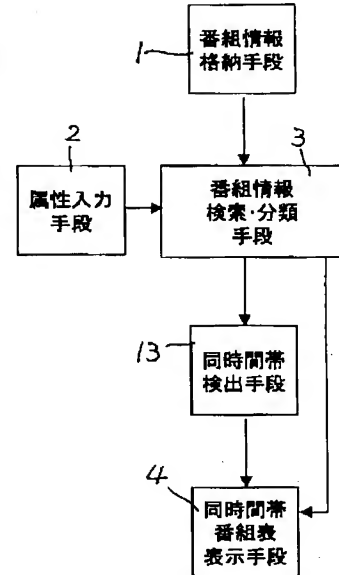 1
番組情報
格納手段
2
属性入力
手段
3
番組情報
検索・分類
手段
13
同時間帯
検出手段
4
同時間帯
番組表
表示手段